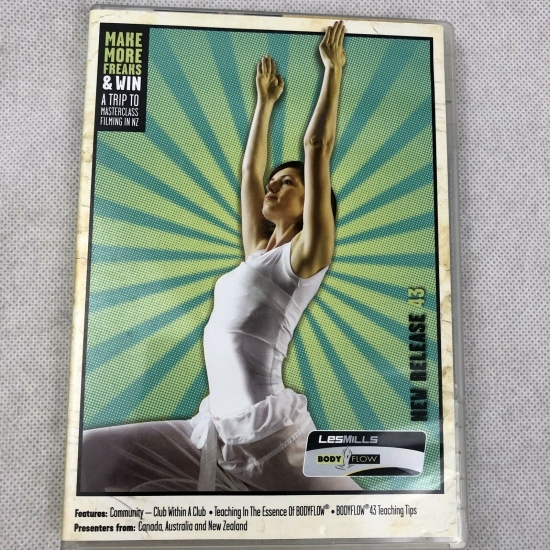 MAKE
MORE
FREAKS
& WIN
A TRIP TO
MASTERCLASS
FILMING IN NZ
NEW RELEASE 43
LESMILLS
BODY FLOW
Features: Community – Club Within A Club • Teaching In The Essence Of BODYFLOW® • BODYFLOW® 43 Teaching Tips
Presenters from: Canada, Australia and New Zealand